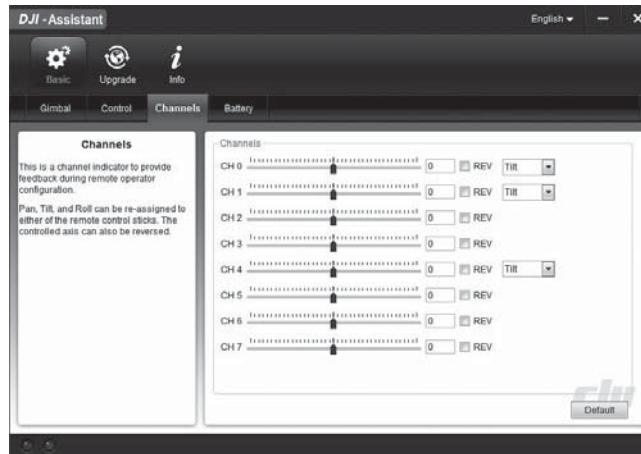 DJI - Assistant
English
Basic
Upgrade
Info
Gimbal Control Channels Battery
Channels
This is a channel indicator to provide
feedback during remote operator
configuration.
Pan, Tilt, and Roll can be re-assigned to
either of the remote control sticks. The
controlled axis can also be reversed.
Channels
CH 0 0 REV Tilt
CH 1 0 REV Tilt
CH 2 0 REV
CH 3 0 REV
CH 4 0 REV Tilt
CH 5 0 REV
CH 6 0 REV
CH 7 0 REV
Default